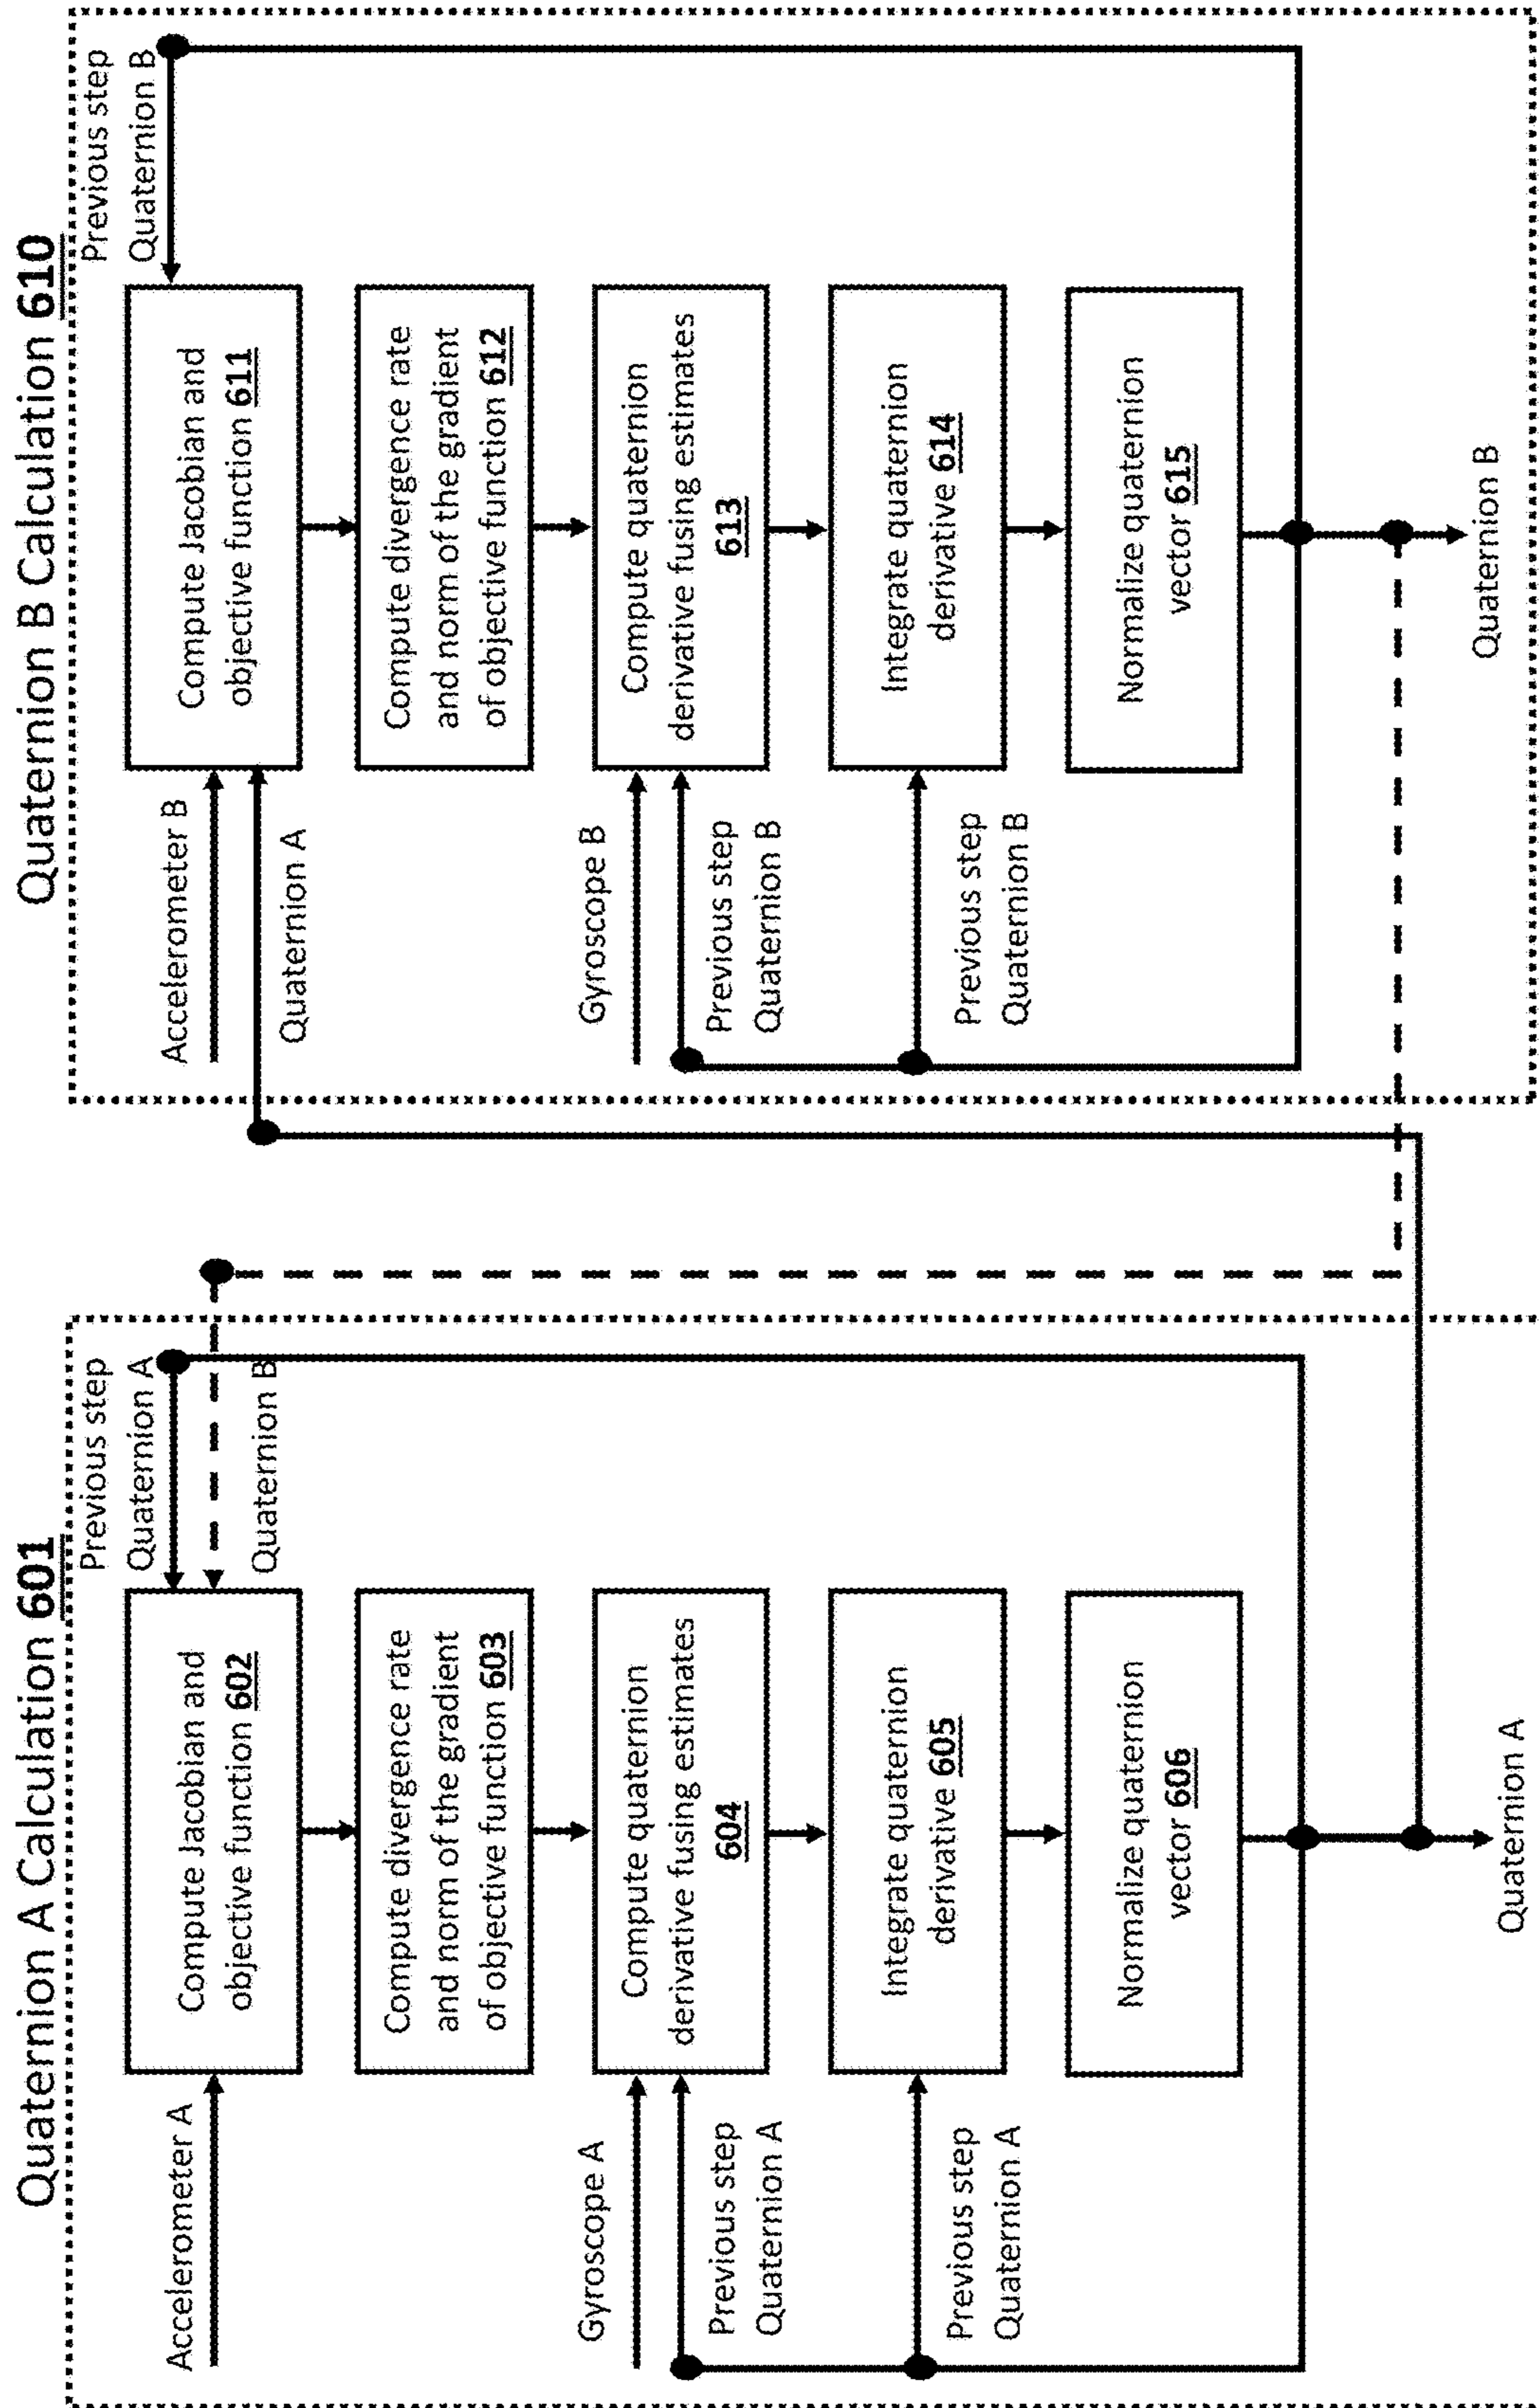 Quaternion A Calculation 601
Previous step
Quaternion A
Quaternion B
Accelerometer A
Compute Jacobian and
objective function 602
Compute divergence rate
and norm of the gradient
of objective function 603
Gyroscope A
Previous step
Quaternion A
Compute quaternion
derivative fusing estimates
604
Previous step
Quaternion A
Integrate quaternion
derivative 605
Normalize quaternion
vector 606
Quaternion A
Quaternion B Calculation 610
Previous step
Quaternion B
Accelerometer B
Quaternion A
Compute Jacobian and
objective function 611
Compute divergence rate
and norm of the gradient
of objective function 612
Gyroscope B
Previous step
Quaternion B
Compute quaternion
derivative fusing estimates
613
Previous step
Quaternion B
Integrate quaternion
derivative 614
Normalize quaternion
vector 615
Quaternion B